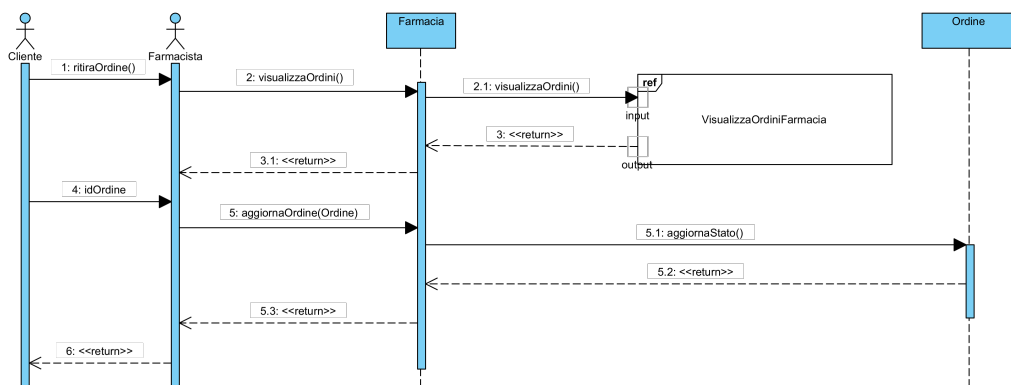 Farmacia
Ordine
Cliente
Farmacista
1: ritiraOrdine()
2: visualizzaOrdini()
2.1: visualizzaOrdini()
ref
input
VisualizzaOrdiniFarmacia
3: <<return>>
output
3.1: <<return>>
4: idOrdine
5: aggiornaOrdine(Ordine)
5.1: aggiornaStato()
5.2: <<return>>
5.3: <<return>>
6: <<return>>